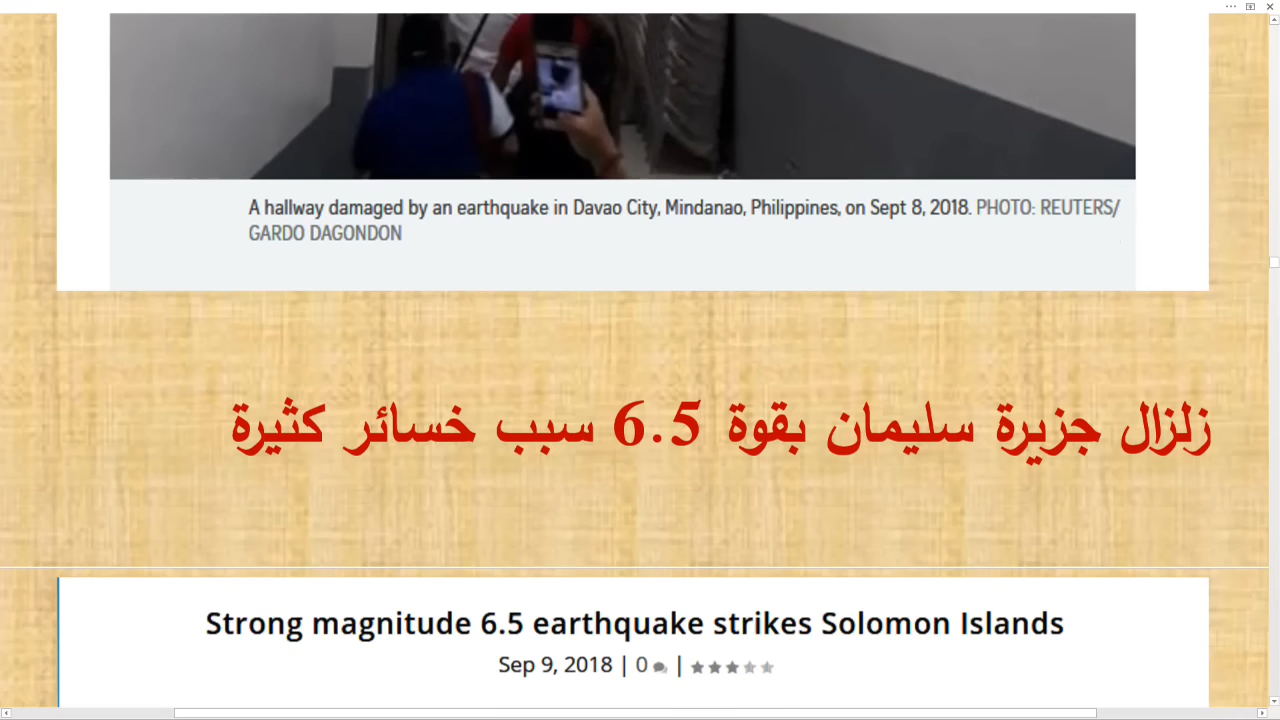 A hallway damaged by an earthquake in Davao City, Mindanao, Philippines, on Sept 8, 2018. PHOTO: REUTERS/
GARDO DAGONDON
زلزال جزيرة سليمان بقوة 6.5 سبب خسائر كثيرة
Strong magnitude 6.5 earthquake strikes Solomon Islands
Sep 9, 2018 | 0 |